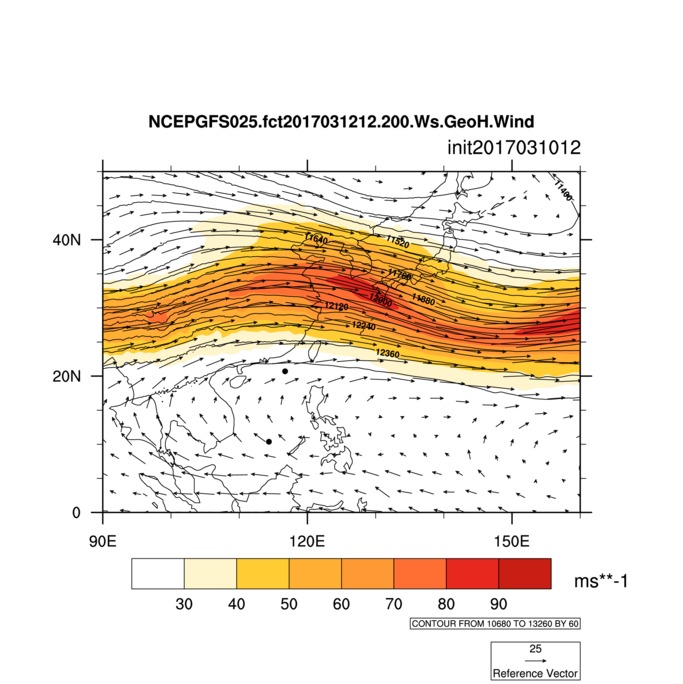 NCEPGFS025.fct2017031212.200.Ws.GeoH.Wind
init2017031012
11400
40N
11640
11520
11760
11880
12000
12120
12240
12360
20N
0
90E 120E 150E
30 40 50 60 70 80 90
ms**-1
CONTOUR FROM 10680 TO 13260 BY 60
25
Reference Vector